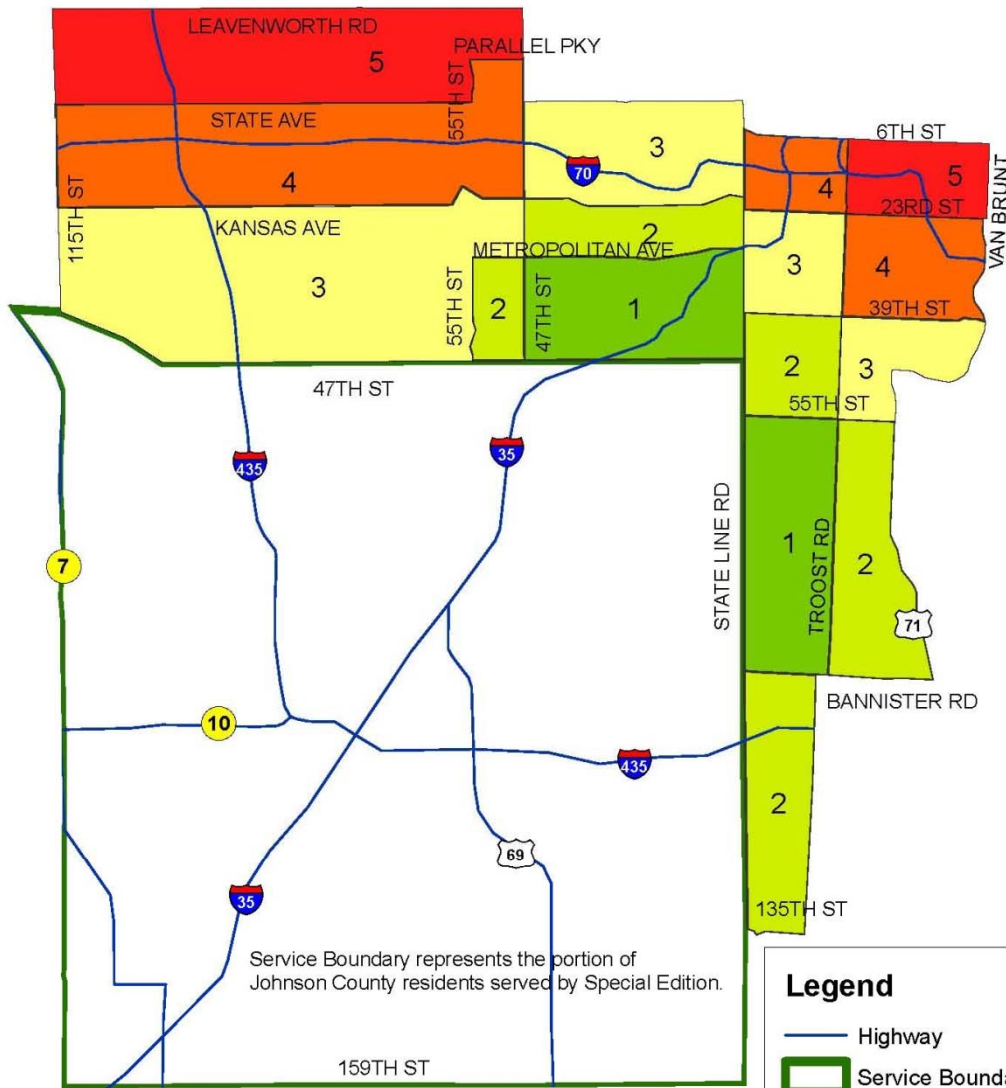 LEAVENWORTH RD
PARALLEL PKY
5
55TH ST
STATE AVE
6TH ST
3
70
4
4
5
23RD ST
VAN BRUNT
115TH ST
KANSAS AVE
2
METROPOLITAN AVE
3
4
3
55TH ST
2
47TH ST
1
39TH ST
2
3
47TH ST
55TH ST
435
35
STATE LINE RD
7
1
TROOST RD
2
71
10
BANNISTER RD
435
2
69
35
135TH ST
Service Boundary represents the portion of
Johnson County residents served by Special Edition.
Legend
Highway
159TH ST
Service